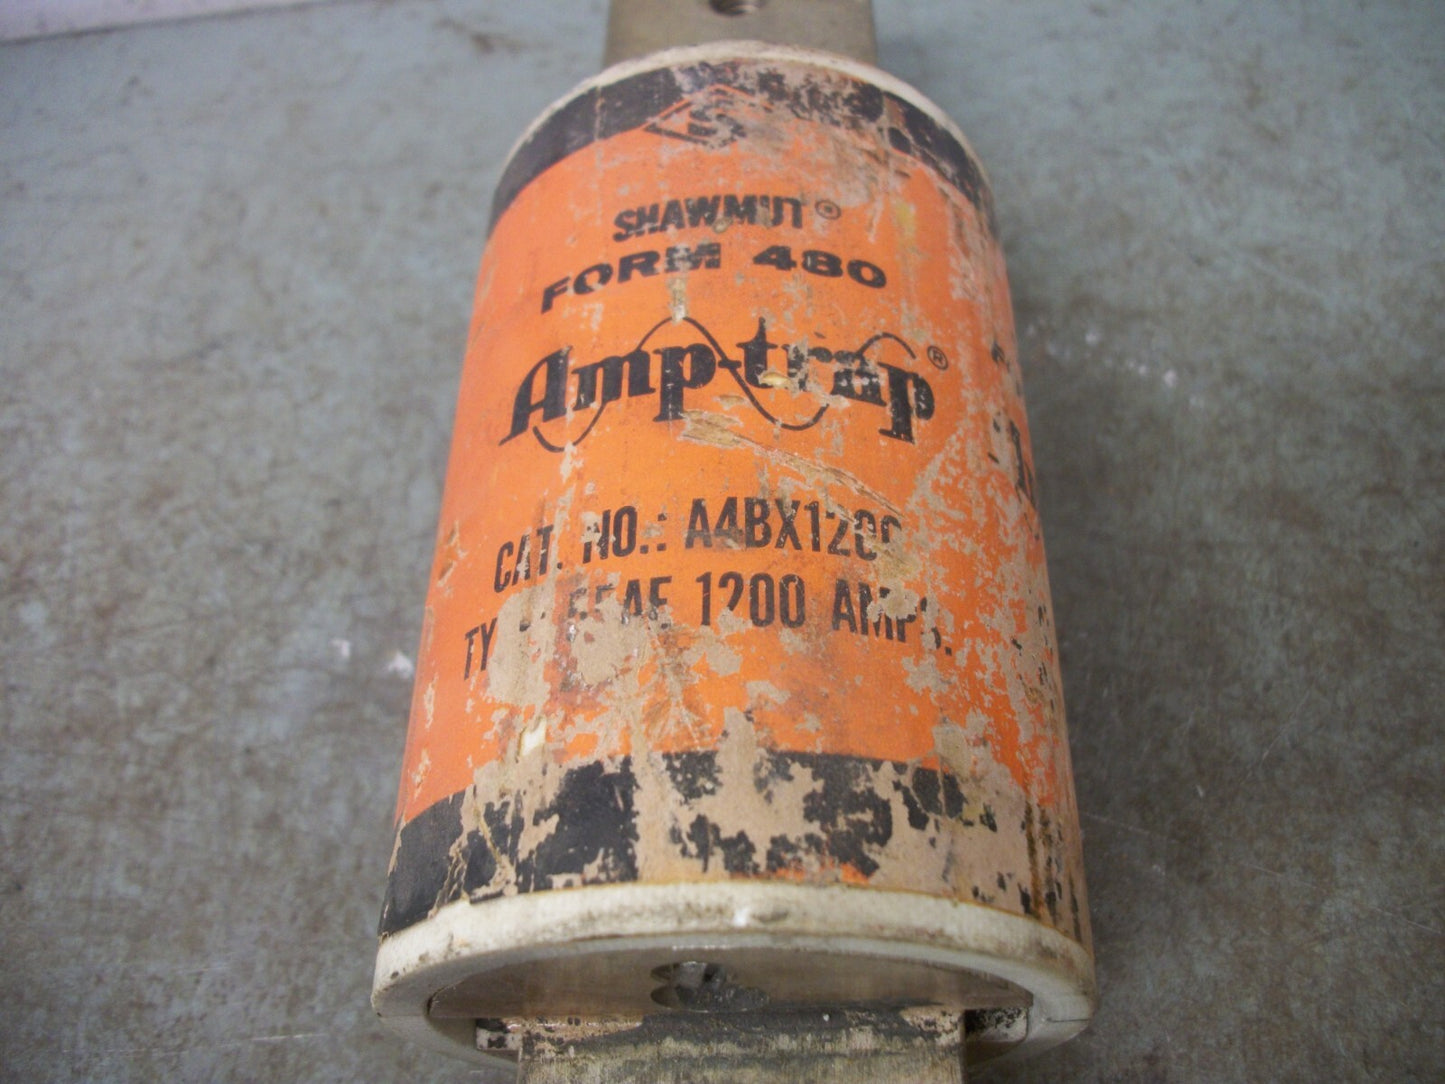 S
SHAWMUT®
FORM 480
Amp-trap®
CAT. NO.: A4BX1200
1200 AMPS.